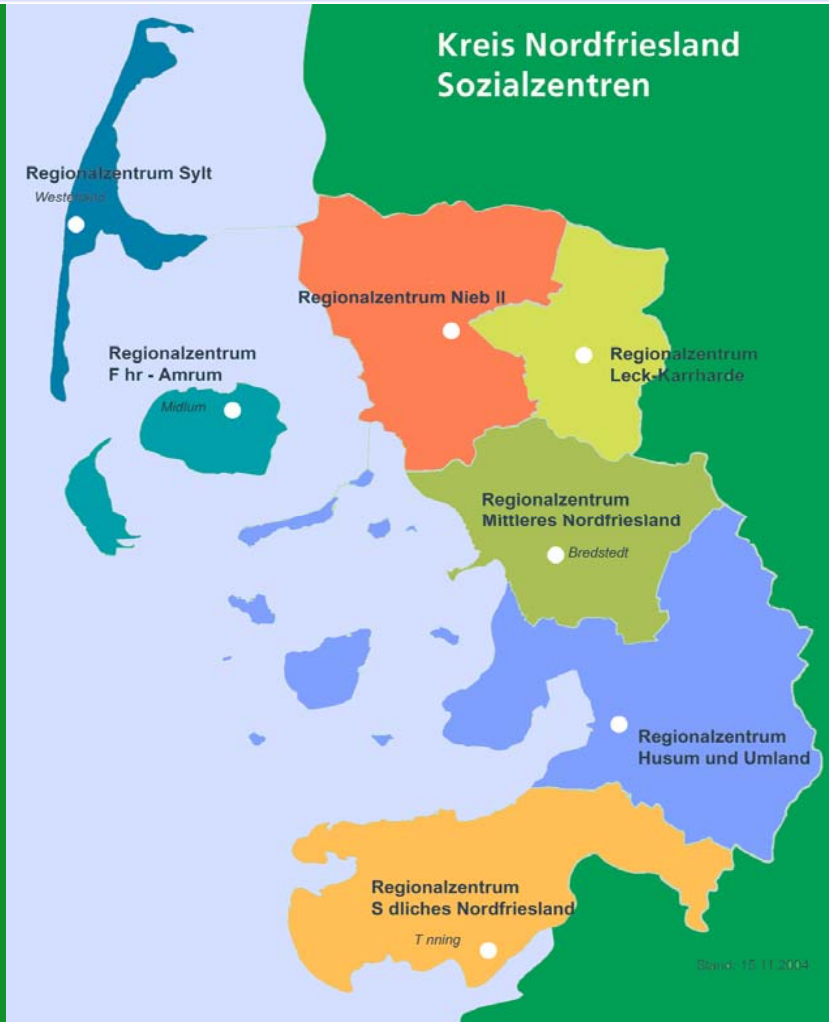 Kreis Nordfriesland
Sozialzentren
Regionalzentrum Sylt
Westerland
Regionalzentrum Nieb ll
Regionalzentrum
F hr - Amrum
Midlum
Regionalzentrum
Leck-Karrharde
Regionalzentrum
Mittleres Nordfriesland
Bredstedt
Regionalzentrum
Husum und Umland
Regionalzentrum
S dliches Nordfriesland
T nning
Stand: 15.11.2004